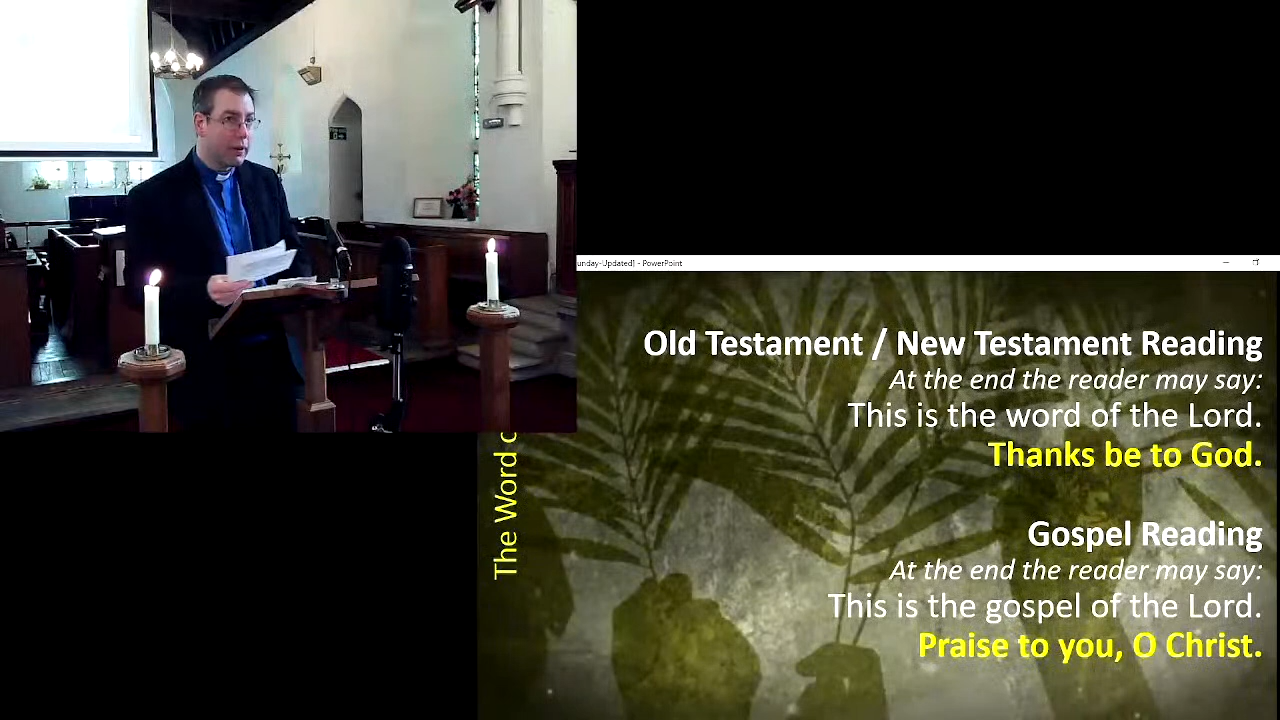 unday-Updated] - PowerPoint
Old Testament / New Testament Reading
At the end the reader may say:
This is the word of the Lord.
Thanks be to God.
Gospel Reading
At the end the reader may say:
This is the gospel of the Lord.
Praise to you, O Christ.
The Word